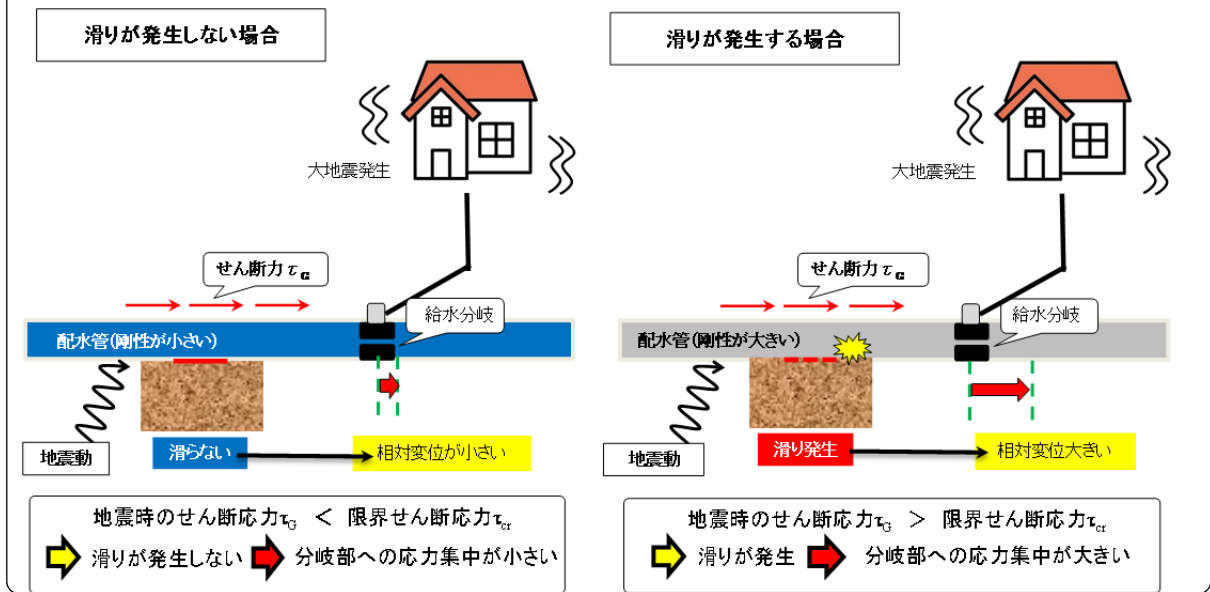 滑りが発生しない場合
大地震発生
せん断力τG
給水分岐
配水管(剛性が小さい)
地震動
滑らない
相対変位が小さい
地震時のせん断応力τG < 限界せん断応力τcr
滑りが発生しない 分岐部への応力集中が小さい
滑りが発生する場合
大地震発生
せん断力τG
給水分岐
配水管(剛性が大きい)
地震動
滑り発生
相対変位大きい
地震時のせん断応力τG > 限界せん断応力τcr
滑りが発生 分岐部への応力集中が大きい